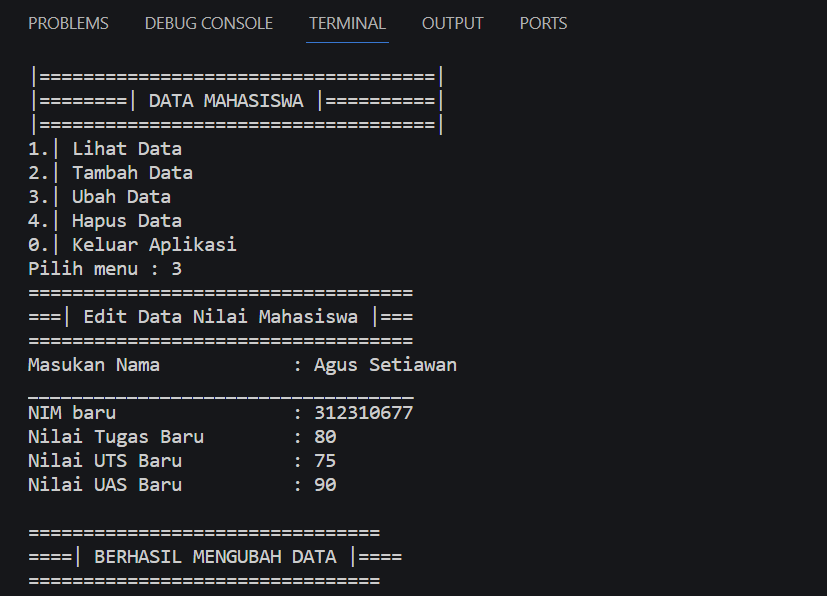 PROBLEMS DEBUG CONSOLE TERMINAL OUTPUT PORTS
|====================================|
|========| DATA MAHASISWA |==========|
|====================================|
1.| Lihat Data
2.| Tambah Data
3.| Ubah Data
4.| Hapus Data
0.| Keluar Aplikasi
Pilih menu : 3
===================================
===| Edit Data Nilai Mahasiswa |===
===================================
Masukan Nama            : Agus Setiawan
___________________________________
NIM baru                : 312310677
Nilai Tugas Baru        : 80
Nilai UTS Baru          : 75
Nilai UAS Baru          : 90
================================
====| BERHASIL MENGUBAH DATA |====
================================